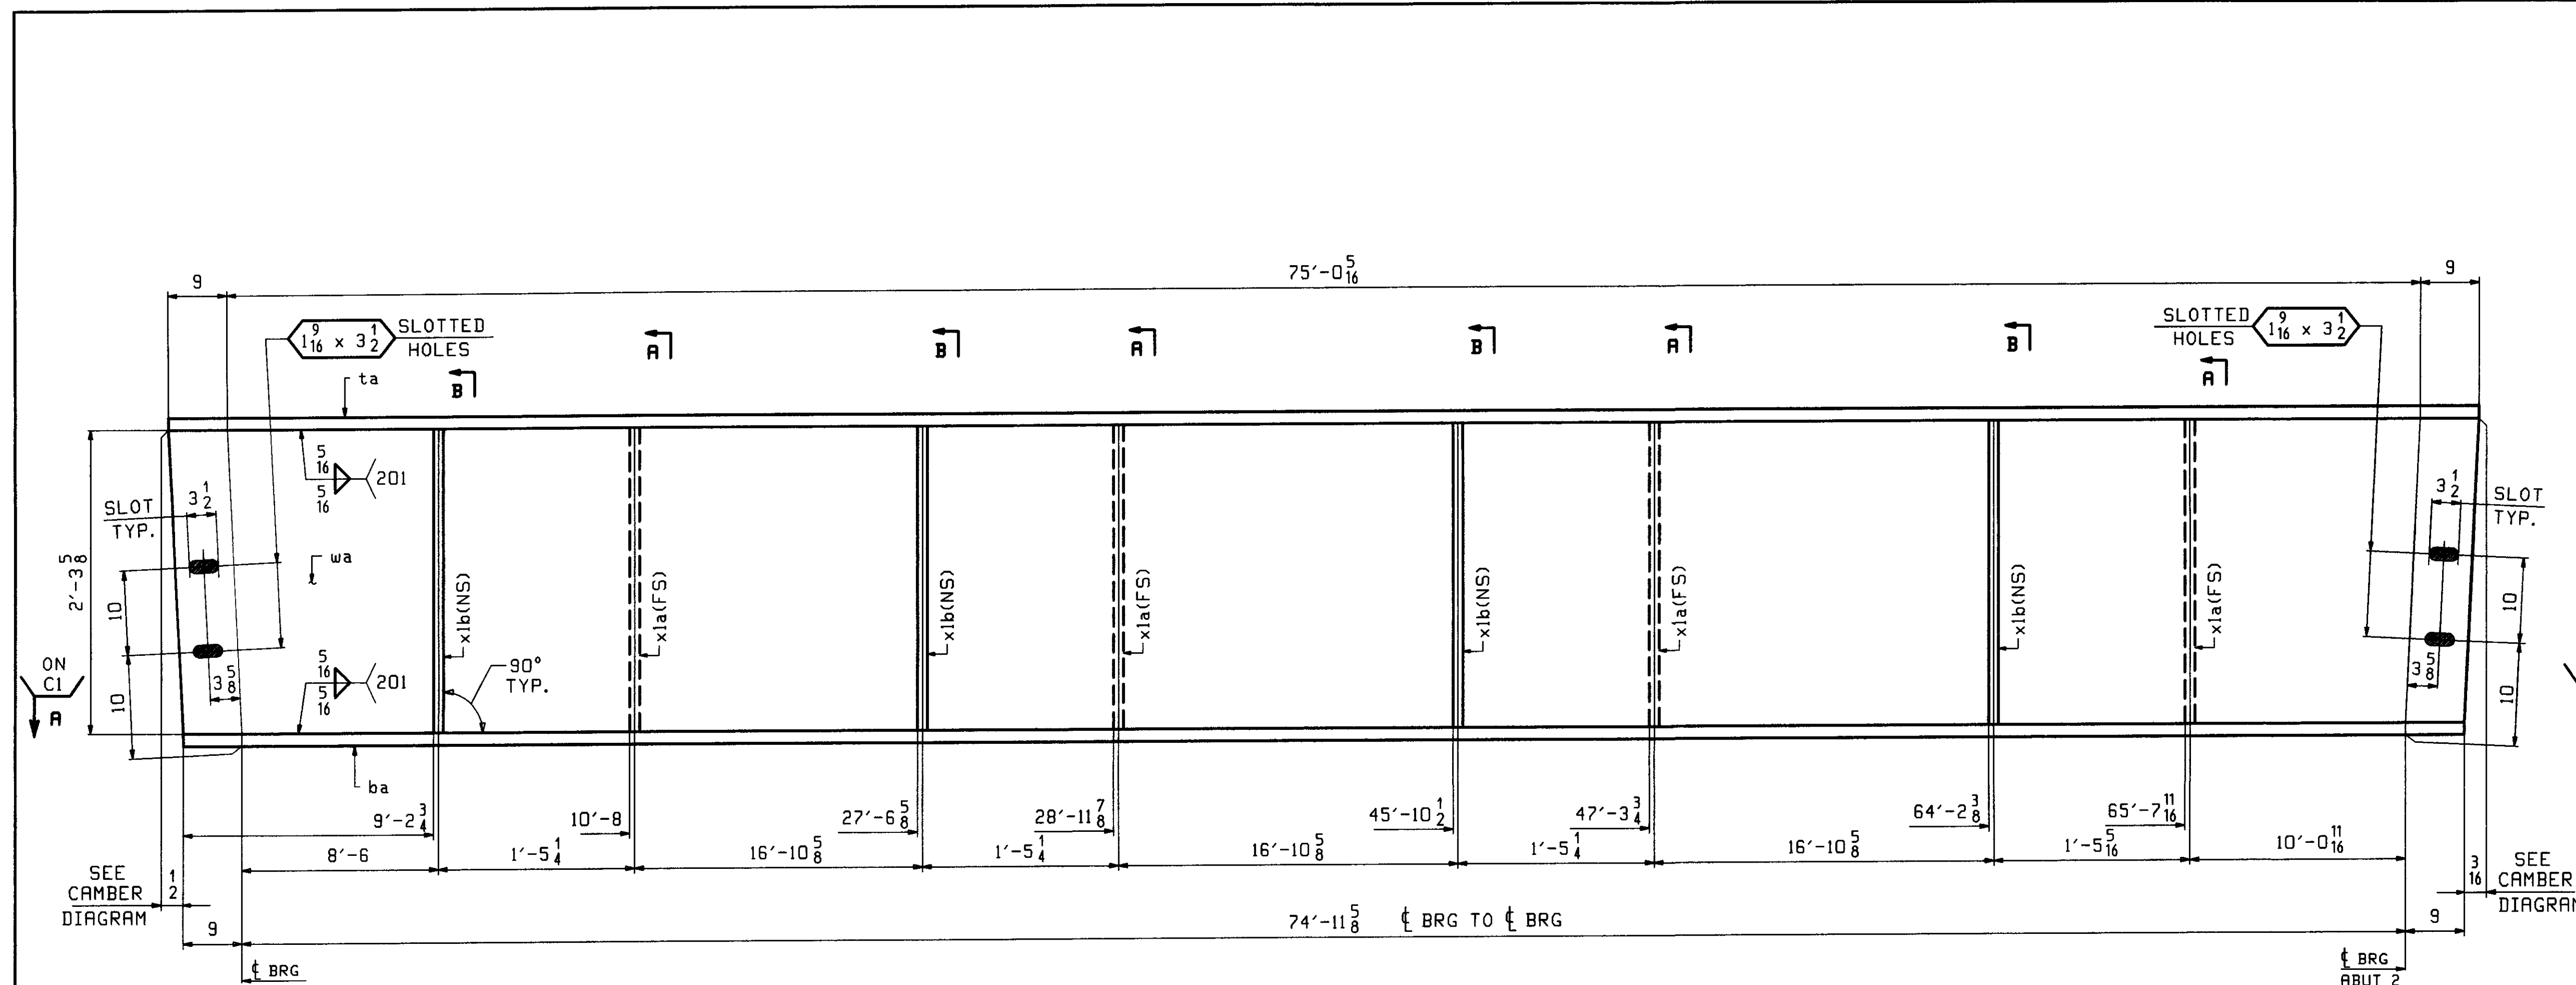 75′-0 5/16
9
9
1 9/16 x 3 1/2 SLOTTED HOLES
SLOTTED HOLES 1 9/16 x 3 1/2
A
B
A
B
A
B
B
A
ta
5/16
5/16
201
3 1/2
SLOT
TYP.
3 1/2
SLOT
TYP.
2′-3 5/8
wa
10
10
x1b(NS)
x1a(FS)
x1b(NS)
x1a(FS)
x1b(NS)
x1a(FS)
x1b(NS)
x1a(FS)
10
10
ON
C1
A
3 5/8
5/16
5/16
201
90°
TYP.
3 5/8
ba
9′-2 3/4
10′-8
27′-6 5/8
28′-11 7/8
45′-10 1/2
47′-3 3/4
64′-2 3/8
65′-7 11/16
8′-6
1′-5 1/4
16′-10 5/8
1′-5 1/4
16′-10 5/8
1′-5 1/4
16′-10 5/8
1′-5 5/16
10′-0 11/16
SEE
CAMBER
DIAGRAM
1/2
3/16
SEE
CAMBER
DIAGRAM
9
74′-11 5/8 ℄ BRG TO ℄ BRG
9
℄ BRG
℄ BRG
ABUT 2